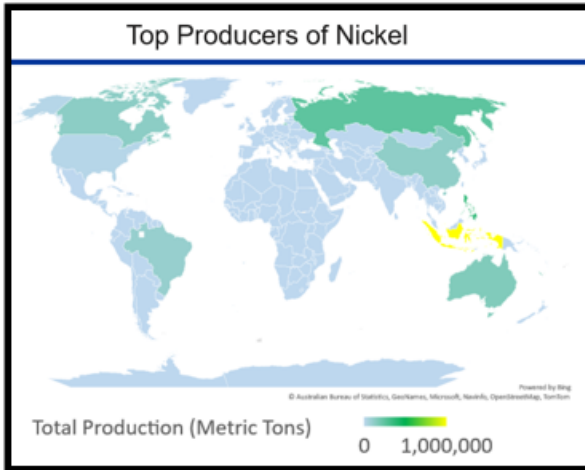 Top Producers of Nickel
Powered by Bing
© Australian Bureau of Statistics, GeoNames, Microsoft, Navinfo, OpenStreetMap, TomTom
Total Production (Metric Tons)
0 1,000,000